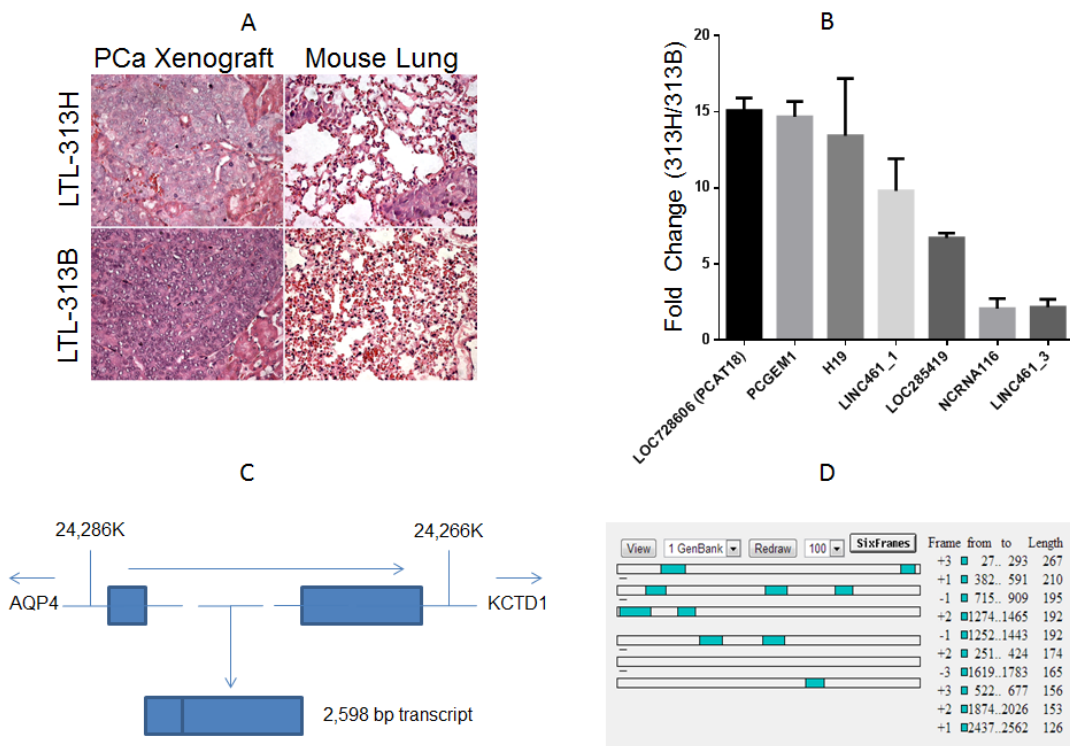 A
PCa Xenograft Mouse Lung
LTL-313H
LTL-313B
B
Fold Change (313H/313B)
20
15
10
5
0
LOC728606 (PCAT18)
PCGEM1
H19
LINC461_1
LOC285419
NCRNA116
LINC461_3
C
24,286K
24,266K
AQP4
KCTD1
2,598 bp transcript
D
View 1 GenBank Redraw 100 SixFrames
Frame from to Length
+3 27.. 293 267
+1 382.. 591 210
-1 715.. 909 195
+2 1274..1465 192
-1 1252..1443 192
+2 251.. 424 174
-3 1619..1783 165
+3 522.. 677 156
+2 1874..2026 153
+1 2437..2562 126